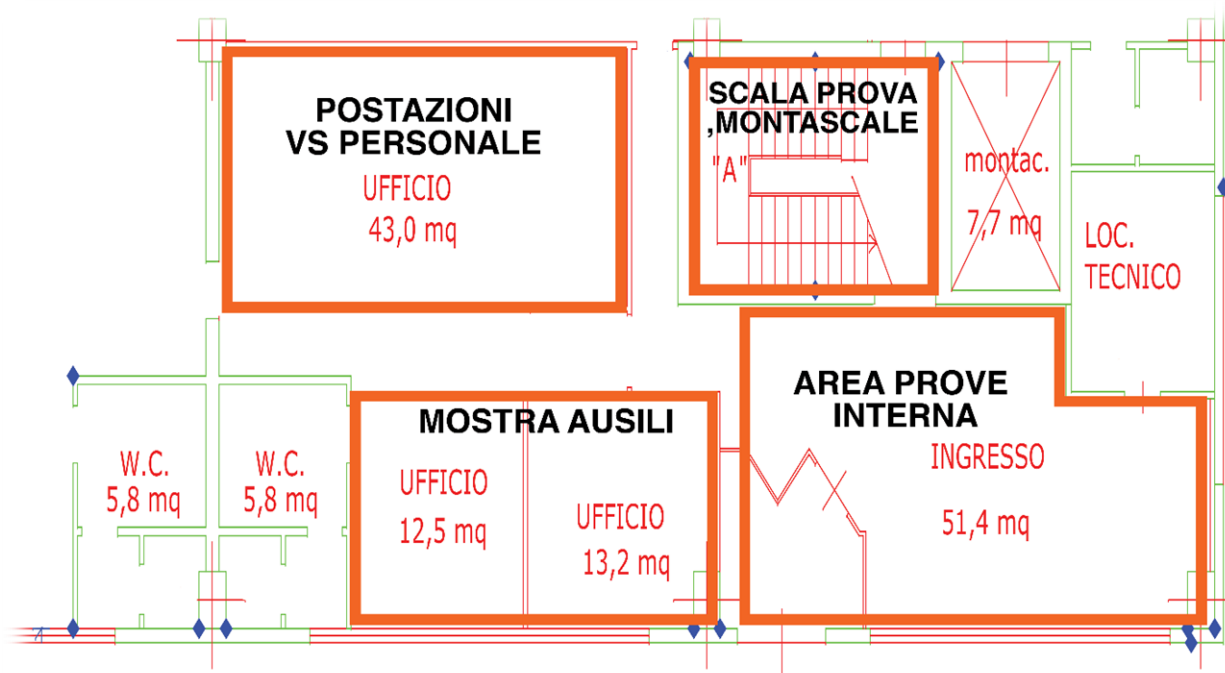 POSTAZIONI
VS PERSONALE
UFFICIO
43,0 mq
SCALA PROVA
,MONTASCALE
"A"
montac.
7,7 mq
LOC.
TECNICO
MOSTRA AUSILI
AREA PROVE
INTERNA
INGRESSO
51,4 mq
W.C.
5,8 mq
W.C.
5,8 mq
UFFICIO
12,5 mq
UFFICIO
13,2 mq